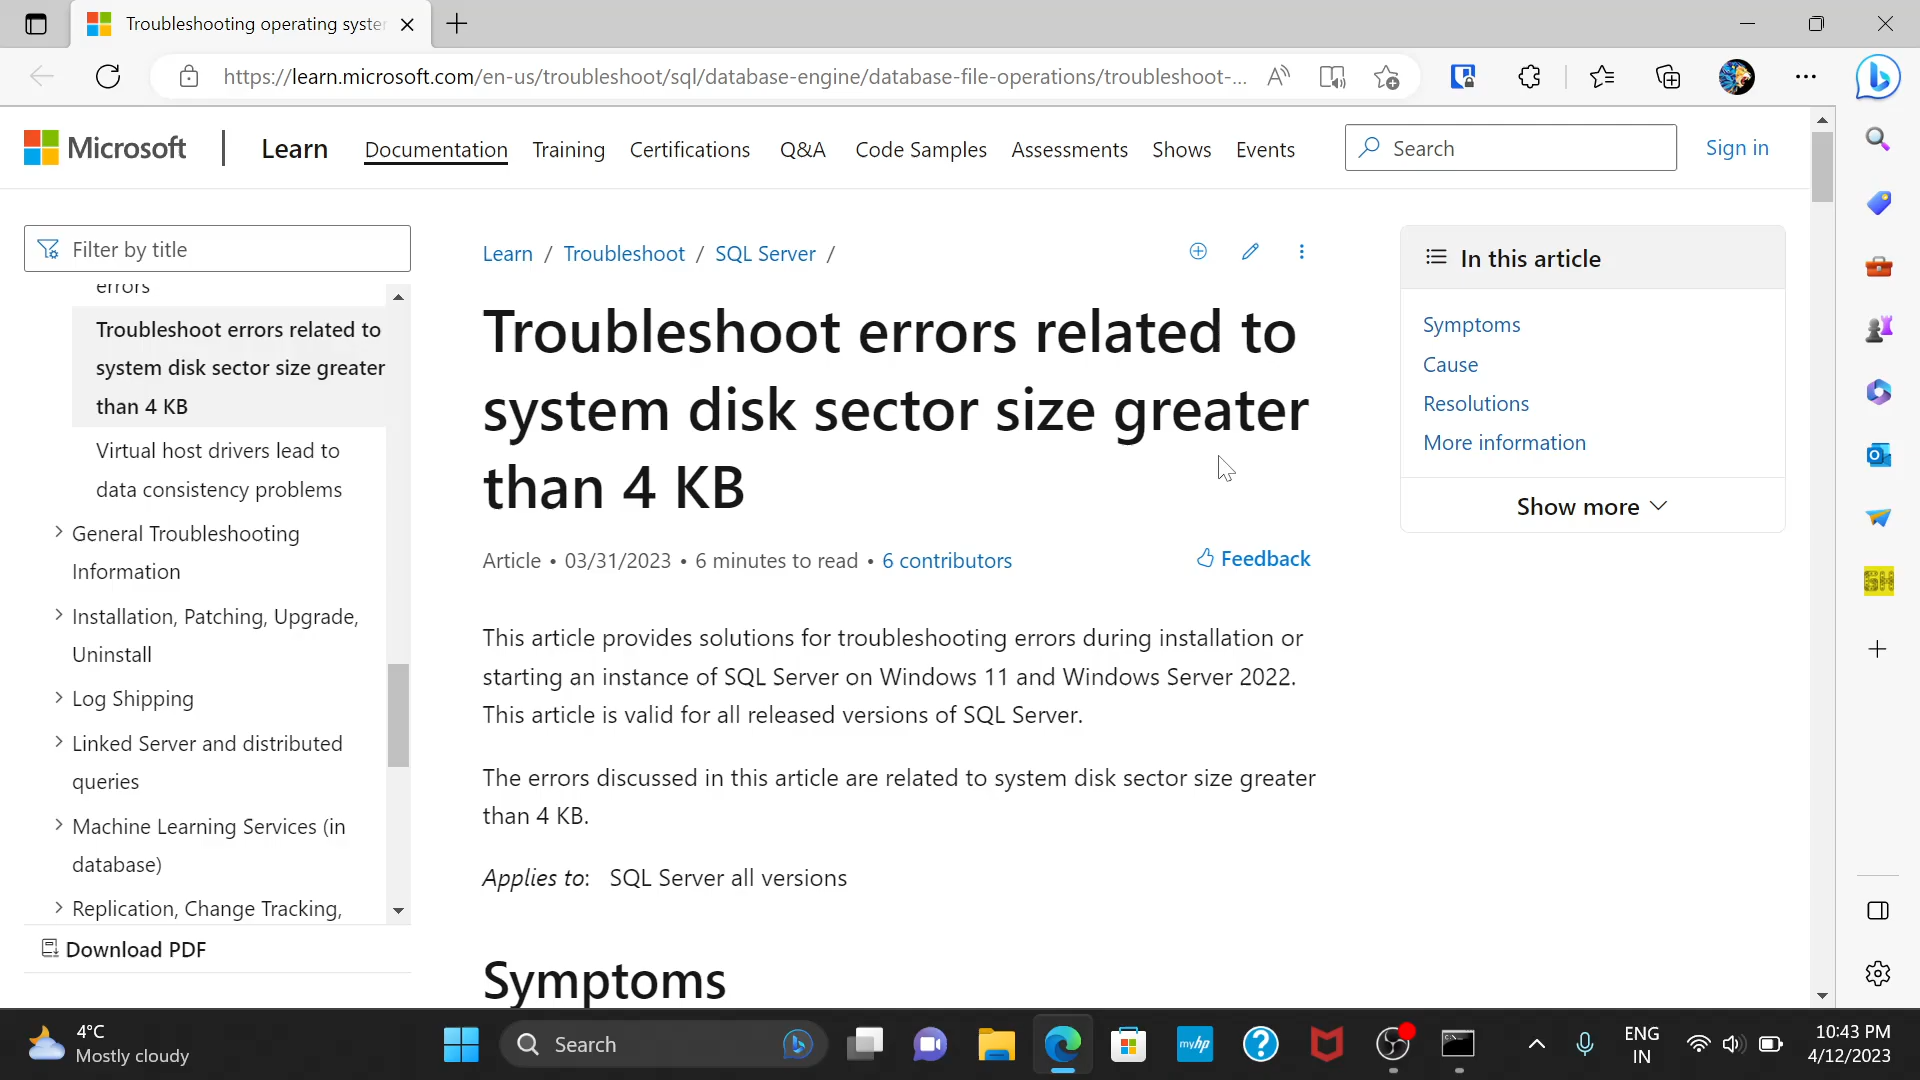 Troubleshooting operating syste
https://learn.microsoft.com/en-us/troubleshoot/sql/database-engine/database-file-operations/troubleshoot-...
Microsoft
Learn
Documentation
Training
Certifications
Q&A
Code Samples
Assessments
Shows
Events
Search
Sign in
Filter by title
errors
Troubleshoot errors related to
system disk sector size greater
than 4 KB
Virtual host drivers lead to
data consistency problems
General Troubleshooting
Information
Installation, Patching, Upgrade,
Uninstall
Log Shipping
Linked Server and distributed
queries
Machine Learning Services (in
database)
Replication, Change Tracking,
Download PDF
Learn / Troubleshoot / SQL Server /
Troubleshoot errors related to
system disk sector size greater
than 4 KB
Article • 03/31/2023 • 6 minutes to read • 6 contributors
Feedback
This article provides solutions for troubleshooting errors during installation or
starting an instance of SQL Server on Windows 11 and Windows Server 2022.
This article is valid for all released versions of SQL Server.
The errors discussed in this article are related to system disk sector size greater
than 4 KB.
Applies to: SQL Server all versions
Symptoms
In this article
Symptoms
Cause
Resolutions
More information
Show more
4°C
Mostly cloudy
Search
myhp
ENG
IN
10:43 PM
4/12/2023